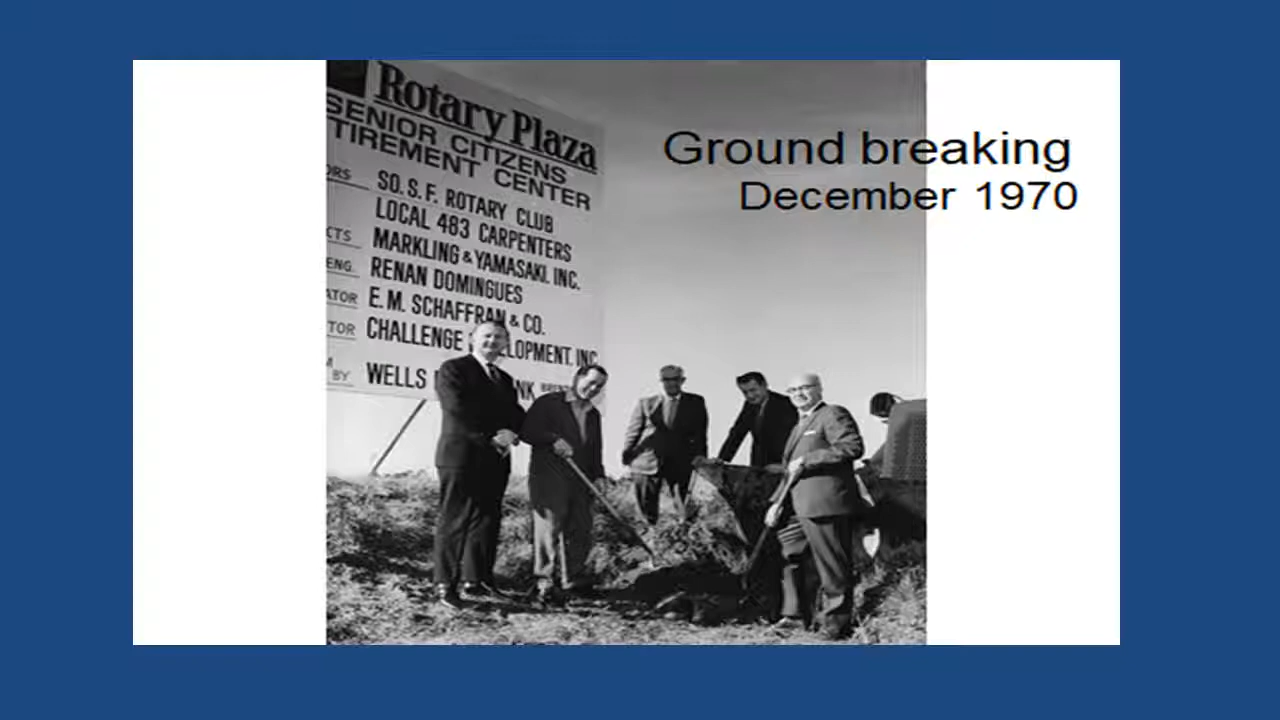 Rotary Plaza
SENIOR CITIZENS
TIREMENT CENTER
ORS SO. S. F. ROTARY CLUB
LOCAL 483 CARPENTERS
CTS MARKLING & YAMASAKI, INC.
ENG. RENAN DOMINGUES
ATOR E. M. SCHAFFRAN & CO.
TOR CHALLENGE LOPMENT, INC.
BY WELLS NK
Ground breaking
December 1970